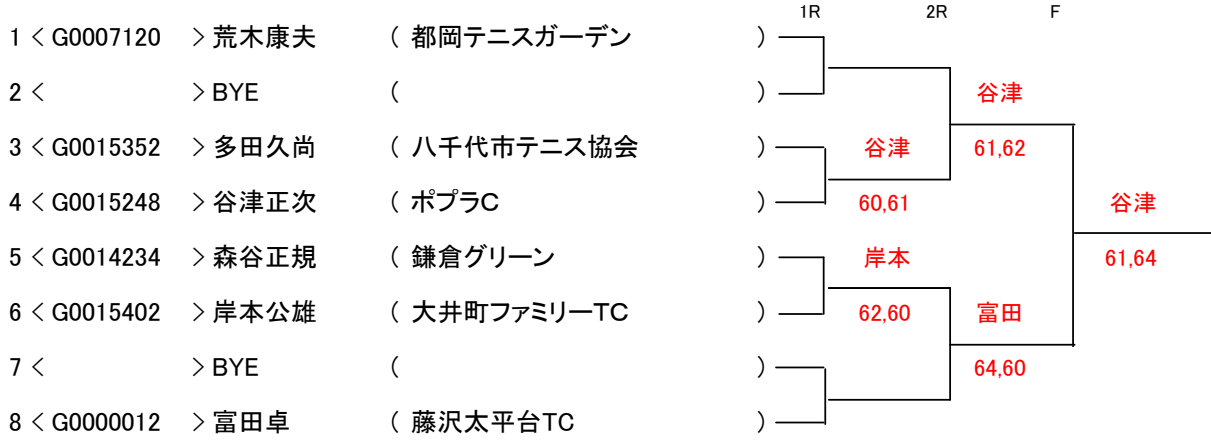 1R 2R F
1 < G0007120 > 荒木康夫 ( 都岡テニスガーデン )
2 < > BYE ( )
谷津
3 < G0015352 > 多田久尚 ( 八千代市テニス協会 ) 谷津 61,62
4 < G0015248 > 谷津正次 ( ポプラC ) 60,61 谷津
5 < G0014234 > 森谷正規 ( 鎌倉グリーン ) 岸本 61,64
6 < G0015402 > 岸本公雄 ( 大井町ファミリーTC ) 62,60 富田
7 < > BYE ( ) 64,60
8 < G0000012 > 富田卓 ( 藤沢太平台TC )